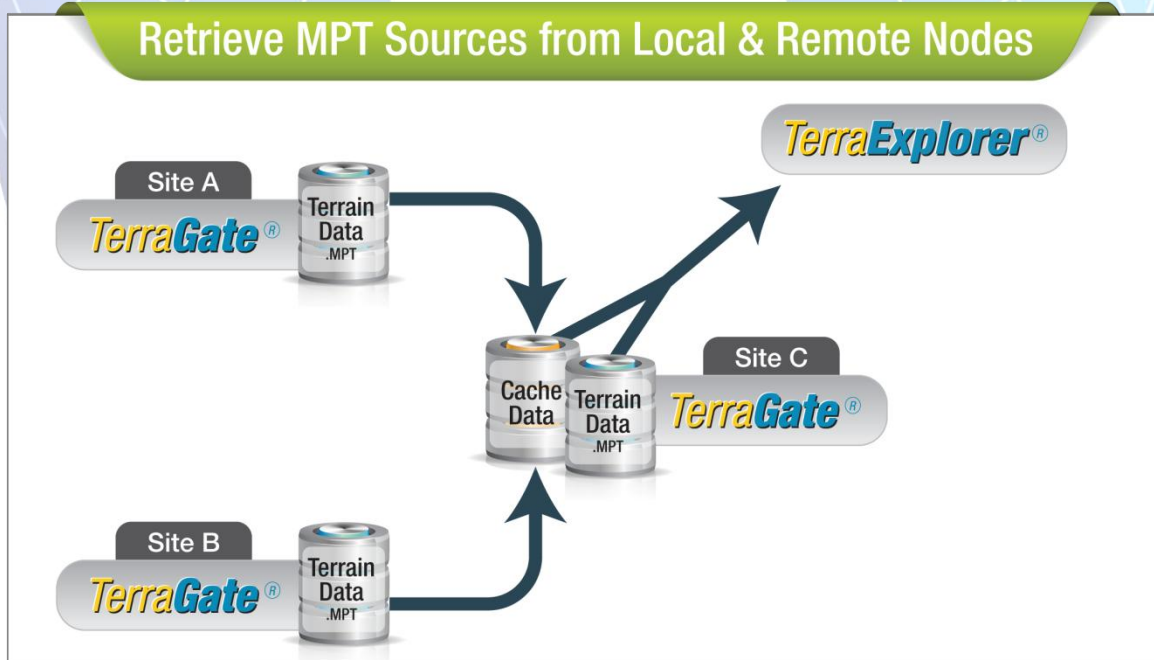 Retrieve MPT Sources from Local & Remote Nodes
TerraExplorer®
Site A
TerraGate®
Terrain
Data
.MPT
Cache
Data
Terrain
Data
.MPT
Site C
TerraGate®
Site B
TerraGate®
Terrain
Data
.MPT